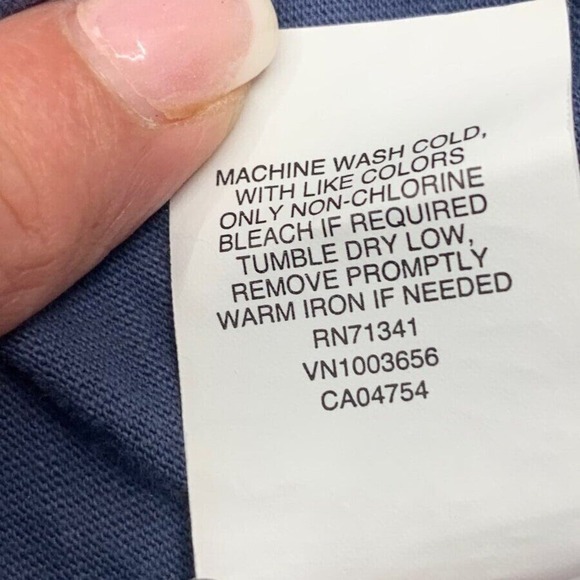 MACHINE WASH COLD,
WITH LIKE COLORS
ONLY NON-CHLORINE
BLEACH IF REQUIRED
TUMBLE DRY LOW,
REMOVE PROMPTLY
WARM IRON IF NEEDED
RN71341
VN1003656
CA04754